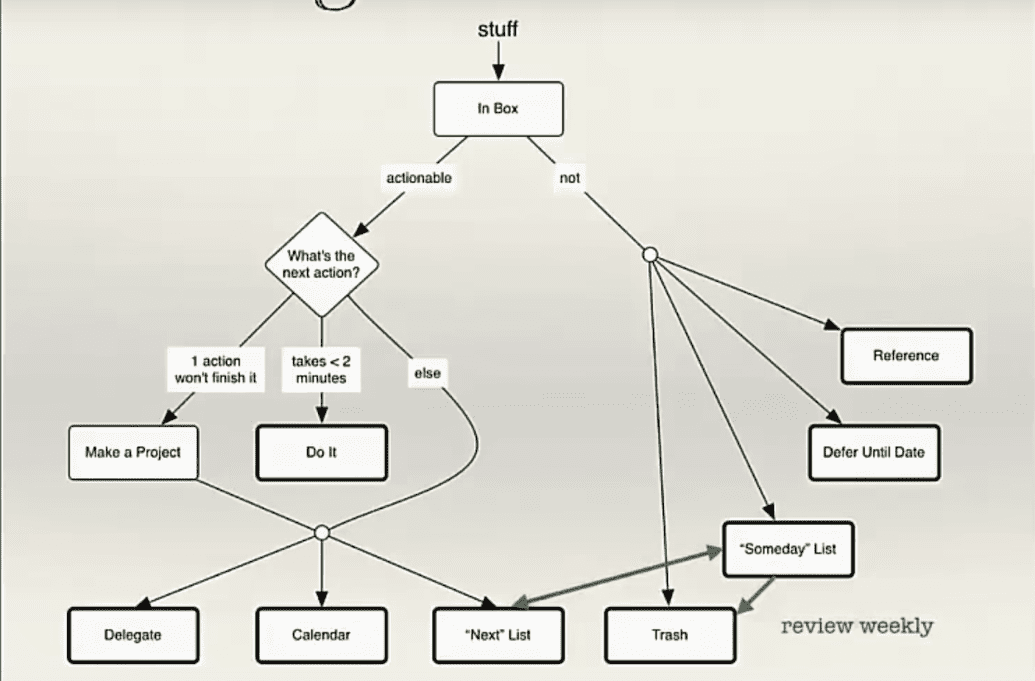 stuff
In Box
actionable
not
What's the
next action?
1 action
won't finish it
takes < 2
minutes
else
Reference
Make a Project
Do It
Defer Until Date
"Someday" List
Delegate
Calendar
"Next" List
Trash
review weekly